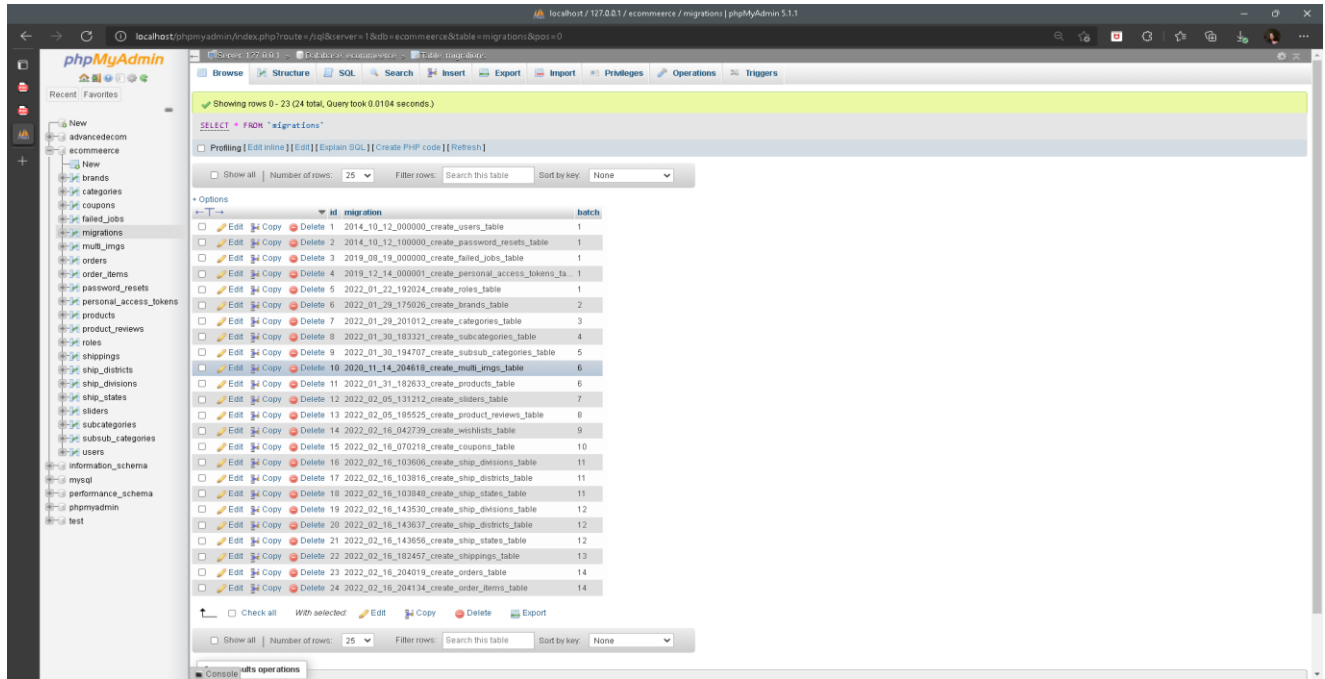 localhost / 127.0.0.1 / ecommeerce / migrations | phpMyAdmin 5.1.1
localhost/phpmyadmin/index.php?route=/sql&server=1&db=ecommeerce&table=migrations&pos=0
phpMyAdmin
Recent Favorites
New
advancedecom
ecommeerce
New
brands
categories
coupons
failed_jobs
migrations
multi_imgs
orders
order_items
password_resets
personal_access_tokens
products
product_reviews
roles
shippings
ship_districts
ship_divisions
ship_states
sliders
subcategories
subsub_categories
users
information_schema
mysql
performance_schema
phpmyadmin
test
Server: 127.0.0.1 » Database: ecommeerce » Table: migrations
Browse Structure SQL Search Insert Export Import Privileges Operations Triggers
Showing rows 0 - 23 (24 total, Query took 0.0104 seconds.)
SELECT * FROM `migrations`
Profiling [ Edit inline ] [ Edit ] [ Explain SQL ] [ Create PHP code ] [ Refresh ]
Show all | Number of rows: 25 Filter rows: Search this table Sort by key: None
+ Options
←T→ id migration batch
Edit Copy Delete 1 2014_10_12_000000_create_users_table 1
Edit Copy Delete 2 2014_10_12_100000_create_password_resets_table 1
Edit Copy Delete 3 2019_08_19_000000_create_failed_jobs_table 1
Edit Copy Delete 4 2019_12_14_000001_create_personal_access_tokens_ta... 1
Edit Copy Delete 5 2022_01_22_192024_create_roles_table 1
Edit Copy Delete 6 2022_01_29_175026_create_brands_table 2
Edit Copy Delete 7 2022_01_29_201012_create_categories_table 3
Edit Copy Delete 8 2022_01_30_183321_create_subcategories_table 4
Edit Copy Delete 9 2022_01_30_194707_create_subsub_categories_table 5
Edit Copy Delete 10 2020_11_14_204618_create_multi_imgs_table 6
Edit Copy Delete 11 2022_01_31_182633_create_products_table 6
Edit Copy Delete 12 2022_02_05_131212_create_sliders_table 7
Edit Copy Delete 13 2022_02_05_185525_create_product_reviews_table 8
Edit Copy Delete 14 2022_02_16_042739_create_wishlists_table 9
Edit Copy Delete 15 2022_02_16_070218_create_coupons_table 10
Edit Copy Delete 16 2022_02_16_103606_create_ship_divisions_table 11
Edit Copy Delete 17 2022_02_16_103816_create_ship_districts_table 11
Edit Copy Delete 18 2022_02_16_103848_create_ship_states_table 11
Edit Copy Delete 19 2022_02_16_143530_create_ship_divisions_table 12
Edit Copy Delete 20 2022_02_16_143637_create_ship_districts_table 12
Edit Copy Delete 21 2022_02_16_143656_create_ship_states_table 12
Edit Copy Delete 22 2022_02_16_182457_create_shippings_table 13
Edit Copy Delete 23 2022_02_16_204019_create_orders_table 14
Edit Copy Delete 24 2022_02_16_204134_create_order_items_table 14
Check all With selected: Edit Copy Delete Export
Show all | Number of rows: 25 Filter rows: Search this table Sort by key: None
ults operations
Console